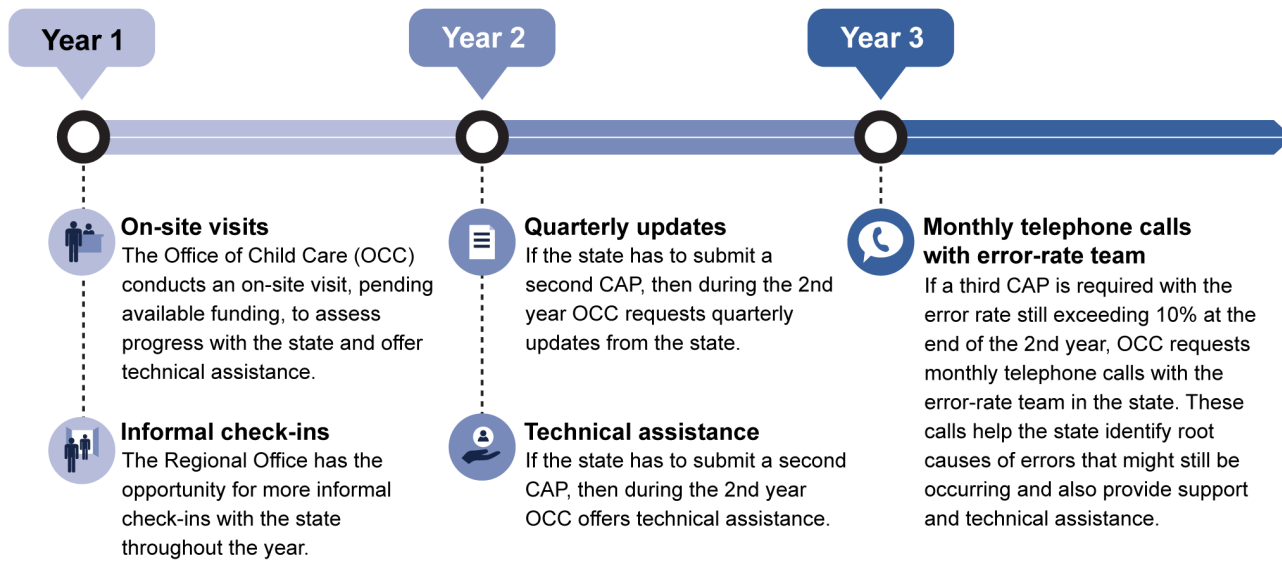 Year 1
Year 2
Year 3
On-site visits
The Office of Child Care (OCC)
conducts an on-site visit, pending
available funding, to assess
progress with the state and offer
technical assistance.
Informal check-ins
The Regional Office has the
opportunity for more informal
check-ins with the state
throughout the year.
Quarterly updates
If the state has to submit a
second CAP, then during the 2nd
year OCC requests quarterly
updates from the state.
Technical assistance
If the state has to submit a second
CAP, then during the 2nd year
OCC offers technical assistance.
Monthly telephone calls
with error-rate team
If a third CAP is required with the
error rate still exceeding 10% at the
end of the 2nd year, OCC requests
monthly telephone calls with the
error-rate team in the state. These
calls help the state identify root
causes of errors that might still be
occurring and also provide support
and technical assistance.